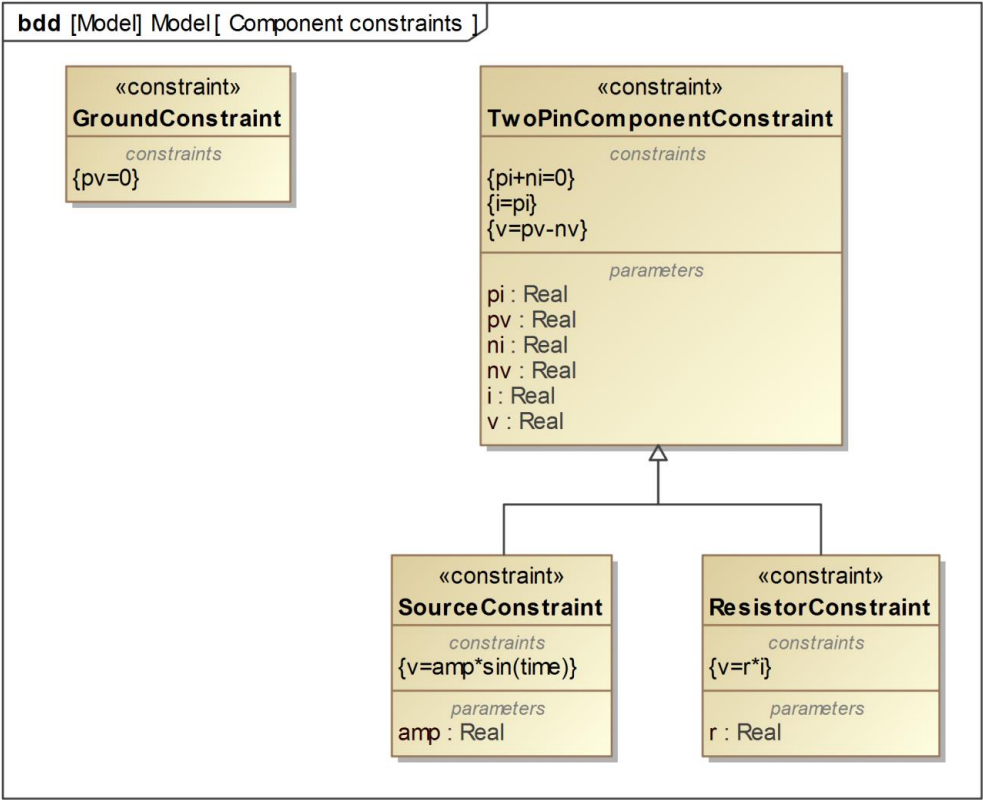 bdd [Model] Model [ Component constraints ]
«constraint»
GroundConstraint
constraints
{pv=0}
«constraint»
TwoPinComponentConstraint
constraints
{pi+ni=0}
{i=pi}
{v=pv-nv}
parameters
pi : Real
pv : Real
ni : Real
nv : Real
i : Real
v : Real
«constraint»
SourceConstraint
constraints
{v=amp*sin(time)}
parameters
amp : Real
«constraint»
ResistorConstraint
constraints
{v=r*i}
parameters
r : Real